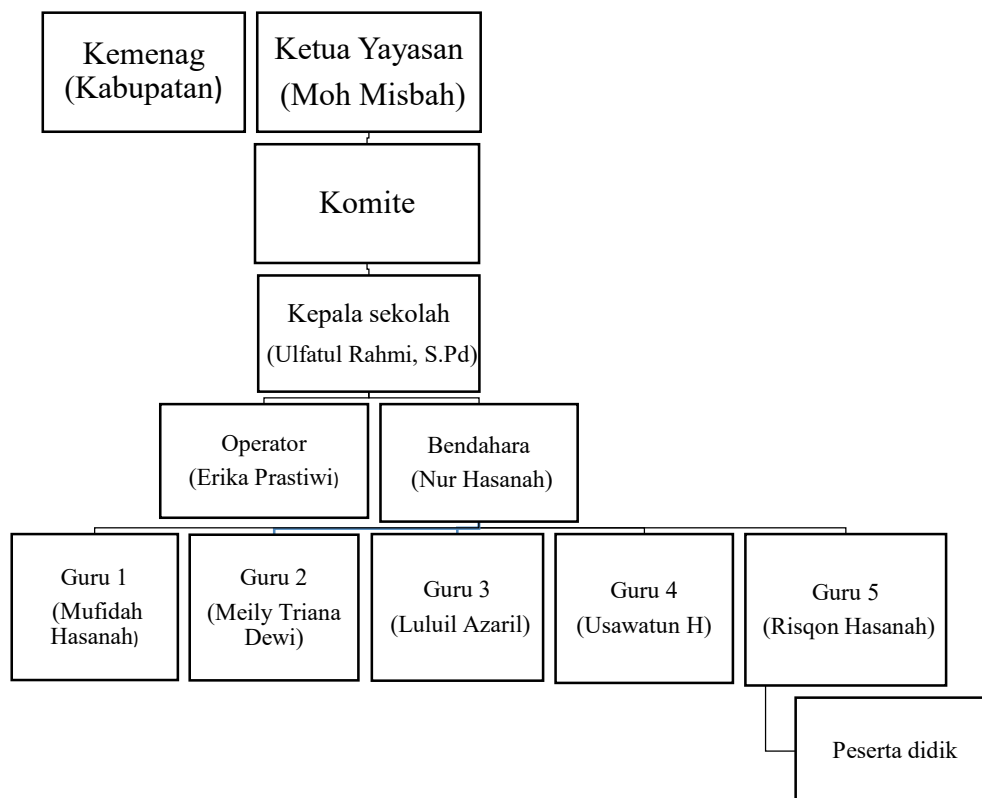 Kemenag
(Kabupatan)
Ketua Yayasan
(Moh Misbah)
Komite
Kepala sekolah
(Ulfatul Rahmi, S.Pd)
Operator
(Erika Prastiwi)
Bendahara
(Nur Hasanah)
Guru 1
(Mufidah
Hasanah)
Guru 2
(Meily Triana
Dewi)
Guru 3
(Luluil Azaril)
Guru 4
(Usawatun H)
Guru 5
(Risqon Hasanah)
Peserta didik